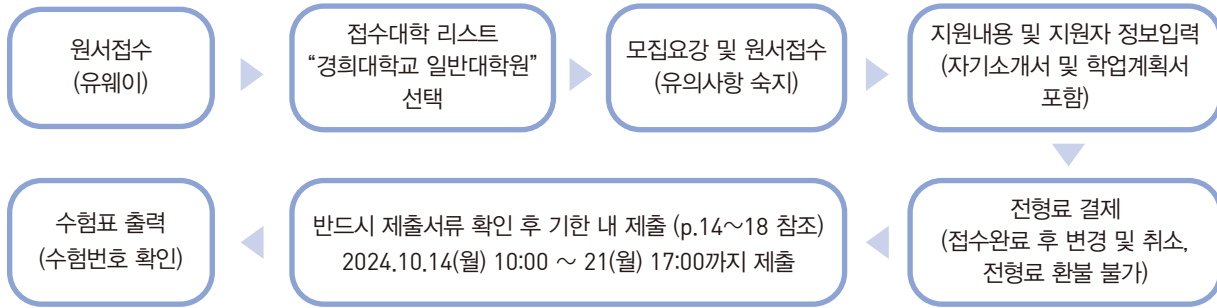 원서접수
(유웨이)
접수대학 리스트
“경희대학교 일반대학원”
선택
모집요강 및 원서접수
(유의사항 숙지)
지원내용 및 지원자 정보입력
(자기소개서 및 학업계획서
포함)
전형료 결제
(접수완료 후 변경 및 취소,
전형료 환불 불가)
반드시 제출서류 확인 후 기한 내 제출 (p.14～18 참조)
2024.10.14(월) 10:00 ～ 21(월) 17:00까지 제출
수험표 출력
(수험번호 확인)